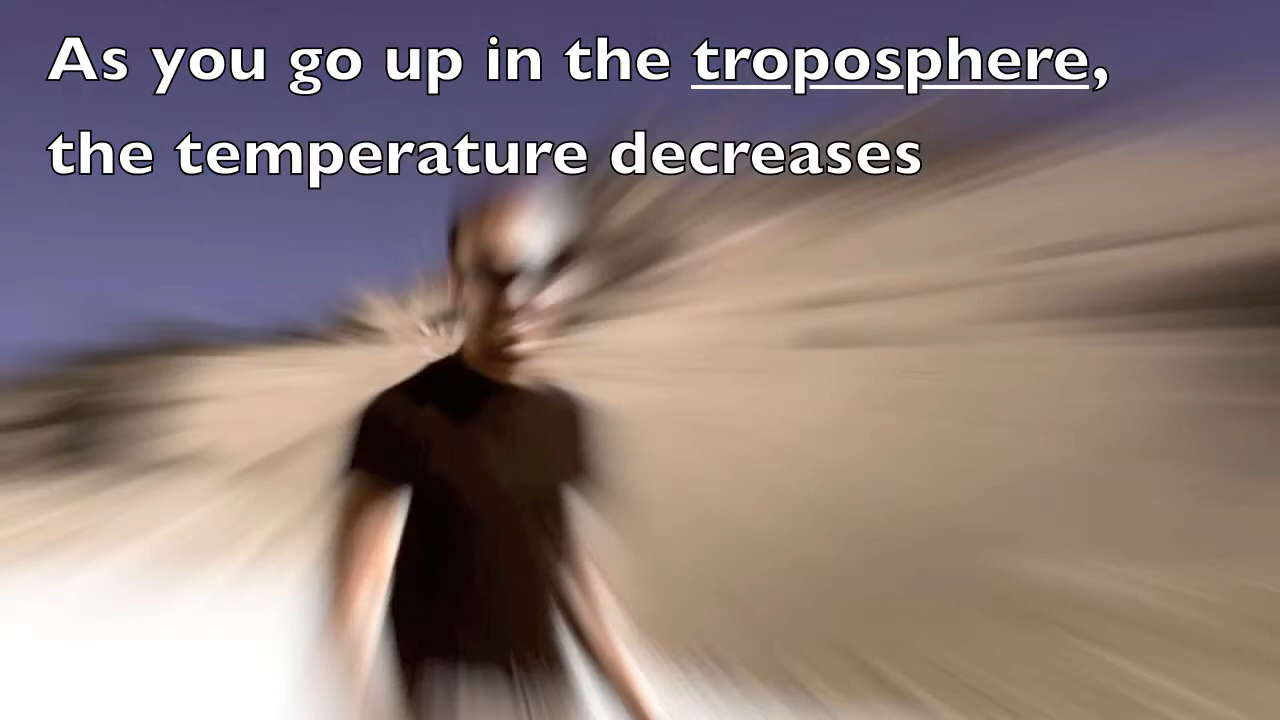 As you go up in the troposphere,
the temperature decreases